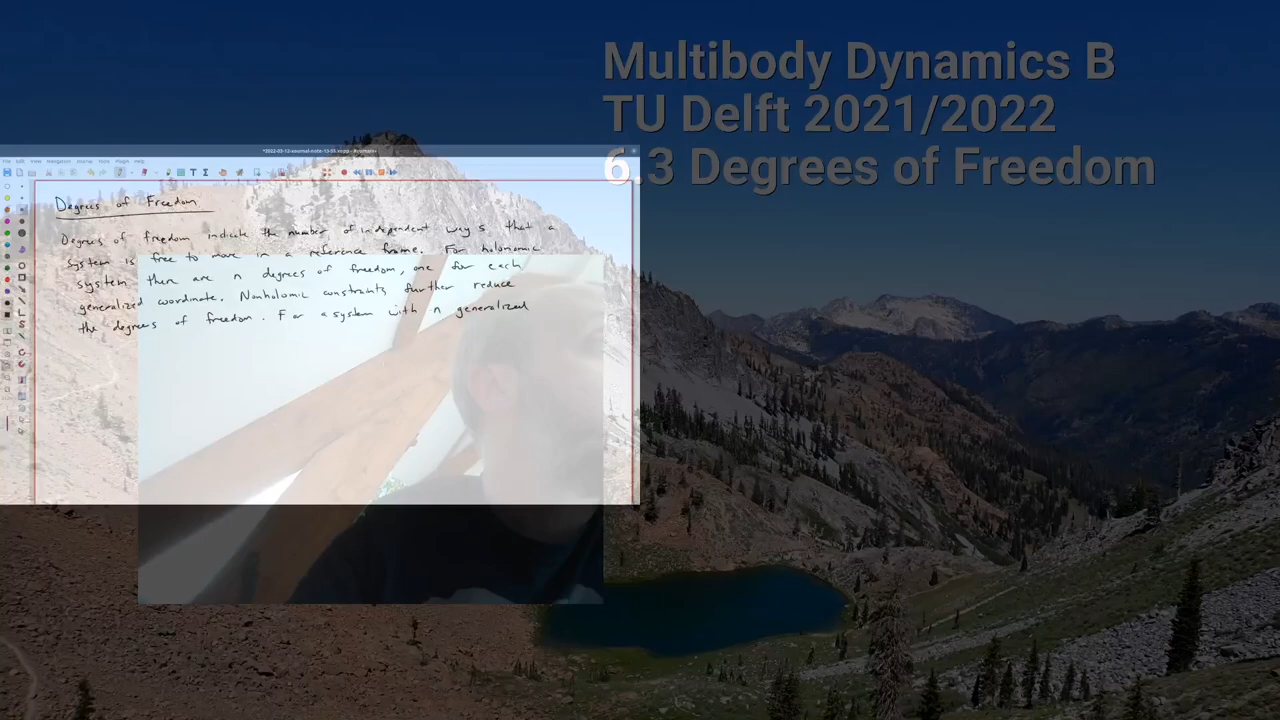 Multibody Dynamics B
TU Delft 2021/2022
6.3 Degrees of Freedom
Degrees of Freedom
Degrees of freedom indicate the number of independent ways that a
system is free to move in a reference frame. For holonomic
system then are n degrees of freedom, one for each
generalized coordinate. Nonholomic constraints further reduce
the degrees of freedom. For a system with n generalized